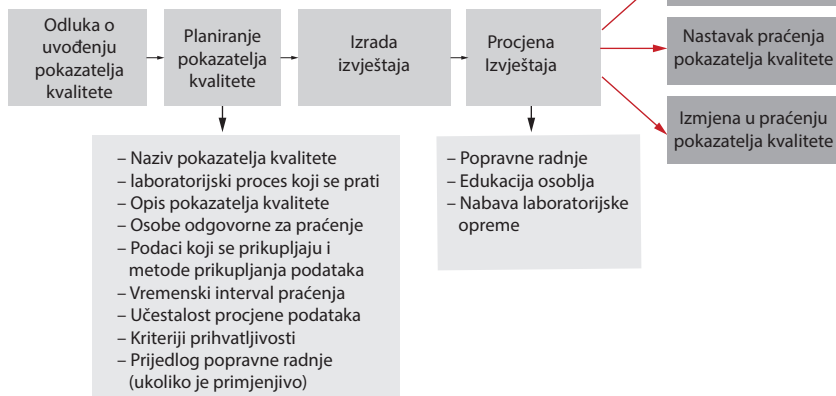 Odluka o
uvođenju
pokazatelja
kvalitete
Planiranje
pokazatelja
kvalitete
Izrada
izvještaja
Procjena
Izvještaja
Nastavak praćenja
pokazatelja kvalitete
Izmjena u praćenju
pokazatelja kvalitete
– Naziv pokazatelja kvalitete
– laboratorijski proces koji se prati
– Opis pokazatelja kvalitete
– Osobe odgovorne za praćenje
– Podaci koji se prikupljaju i
metode prikupljanja podataka
– Vremenski interval praćenja
– Učestalost procjene podataka
– Kriteriji prihvatljivosti
– Prijedlog popravne radnje
(ukoliko je primjenjivo)
– Popravne radnje
– Edukacija osoblja
– Nabava laboratorijske
opreme